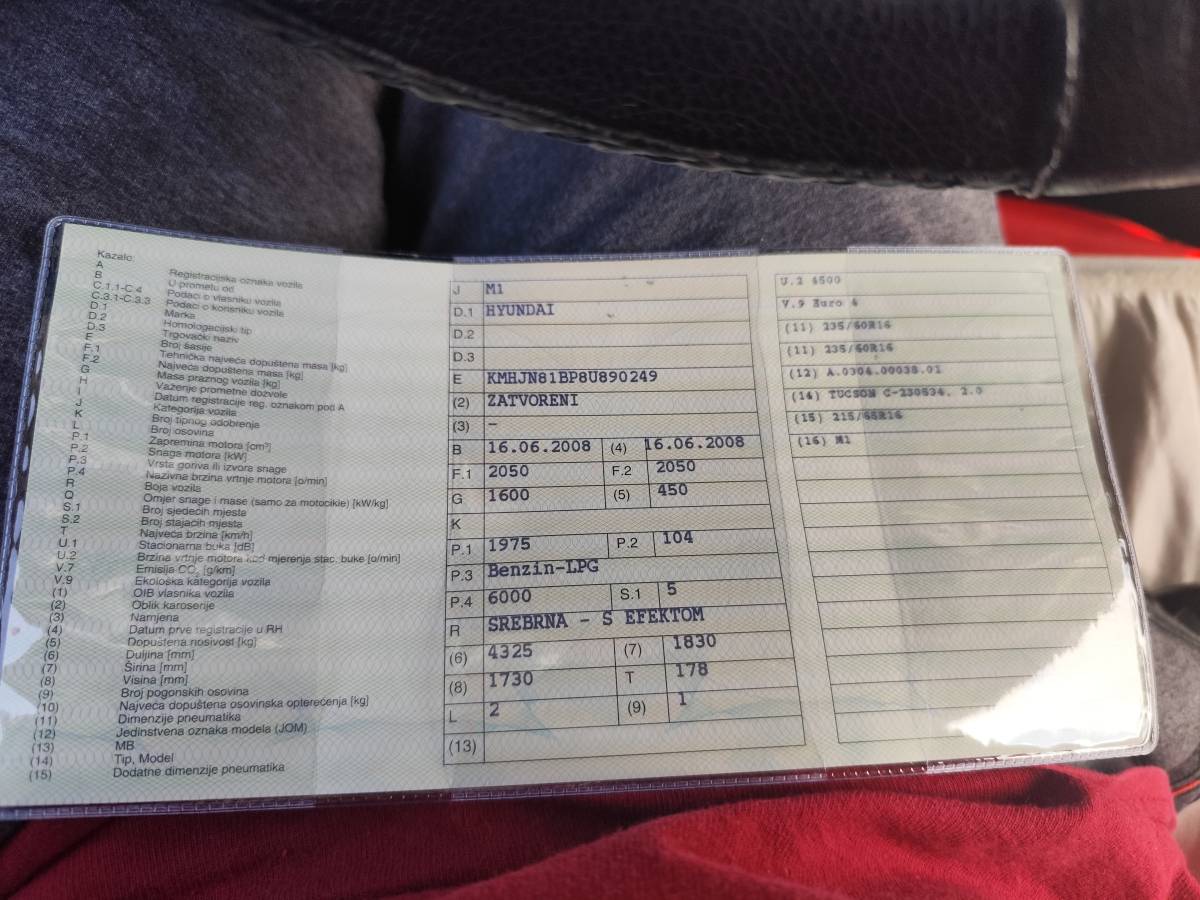 Kazalo:
A Registracijska oznaka vozila
B U prometu od
C.1.1-C.4 Podaci o vlasniku vozila
C.3.1-C.3.3 Podaci o korisniku vozila
D.1 Marka
D.2 Homologacijski tip
D.3 Trgovački naziv
E Broj šasije
F.1 Tehnička najveća dopuštena masa [kg]
F.2 Najveća dopuštena masa [kg]
G Masa praznog vozila [kg]
H Važenje prometne dozvole
I Datum registracije reg. oznakom pod A
J Kategorija vozila
K Broj tipnog odobrenje
L Broj osovina
P.1 Zapremina motora [cm³]
P.2 Snaga motora [kW]
P.3 Vrsta goriva ili izvora snage
P.4 Nazivna brzina vrtnje motora [o/min]
R Boja vozila
Q Omjer snage i mase (samo za motocikle) [kW/kg]
S.1 Broj sjedećih mjesta
S.2 Broj stajaćih mjesta
T Najveća brzina [km/h]
U.1 Stacionarna buka [dB]
U.2 Brzina vrtnje motora kod mjerenja stac. buke [o/min]
V.7 Emisija CO₂ [g/km]
V.9 Ekološka kategorija vozila
(1) OIB vlasnika vozila
(2) Oblik karoserije
(3) Namjena
(4) Datum prve registracije u RH
(5) Dopuštena nosivost [kg]
(6) Duljina [mm]
(7) Širina [mm]
(8) Visina [mm]
(9) Broj pogonskih osovina
(10) Najveća dopuštena osovinska opterećenja [kg]
(11) Dimenzije pneumatika
(12) Jedinstvena oznaka modela (JOM)
(13) MB
(14) Tip, Model
(15) Dodatne dimenzije pneumatika
J M1
D.1 HYUNDAI
D.2
D.3
E KMHJN81BP8U890249
(2) ZATVORENI
(3) –
B 16.06.2008 (4) 16.06.2008
F.1 2050 F.2 2050
G 1600 (5) 450
K
P.1 1975 P.2 104
P.3 Benzin-LPG
P.4 6000 S.1 5
R SREBRNA - S EFEKTOM
(6) 4325 (7) 1830
(8) 1730 T 178
L 2 (9) 1
(13)
U.2 4500
V.9 Euro 4
(11) 235/60R16
(11) 235/60R16
(12) A.0304.00038.01
(14) TUCSON C-230534, 2.0
(15) 215/65R16
(16) M1